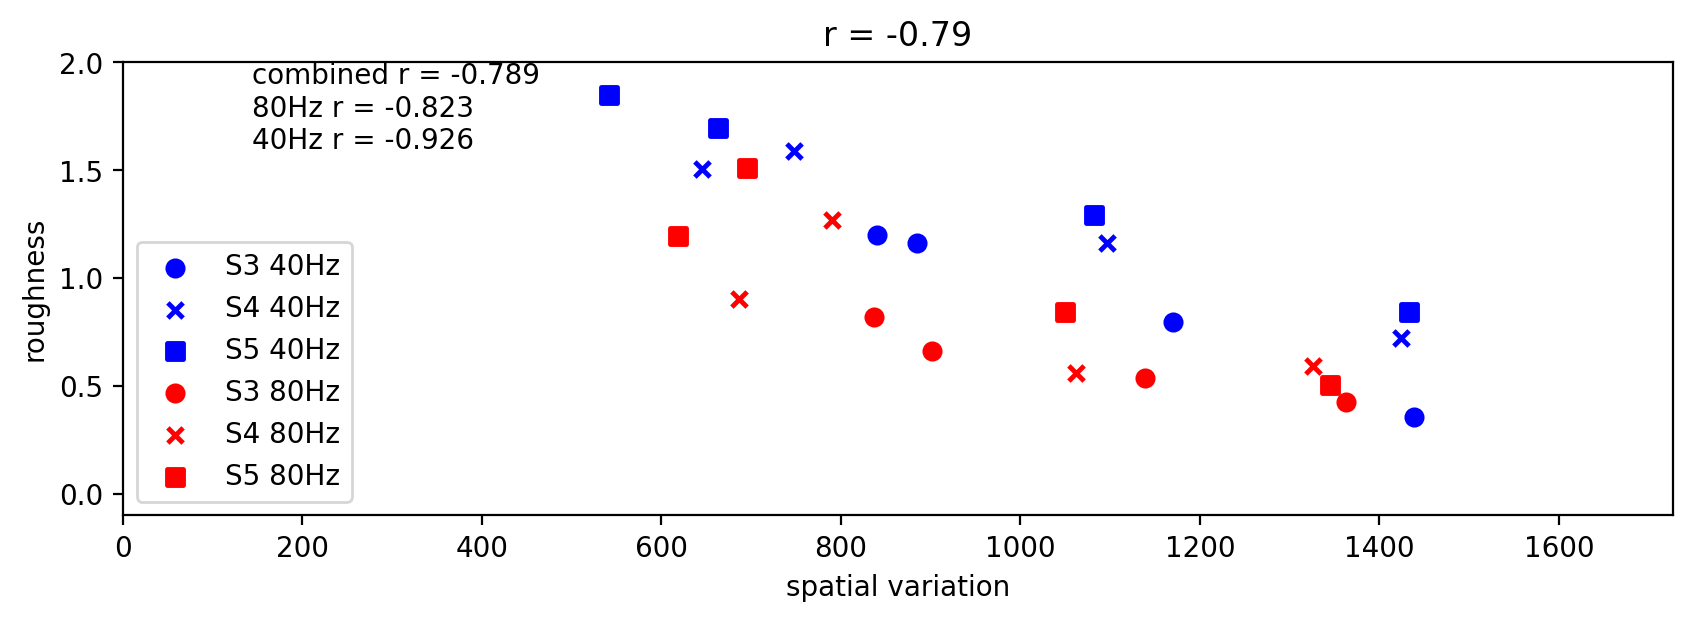 r = -0.79
combined r = -0.789
80Hz r = -0.823
40Hz r = -0.926
2.0
1.5
1.0
0.5
0.0
roughness
S3 40Hz
S4 40Hz
S5 40Hz
S3 80Hz
S4 80Hz
S5 80Hz
0 200 400 600 800 1000 1200 1400 1600
spatial variation